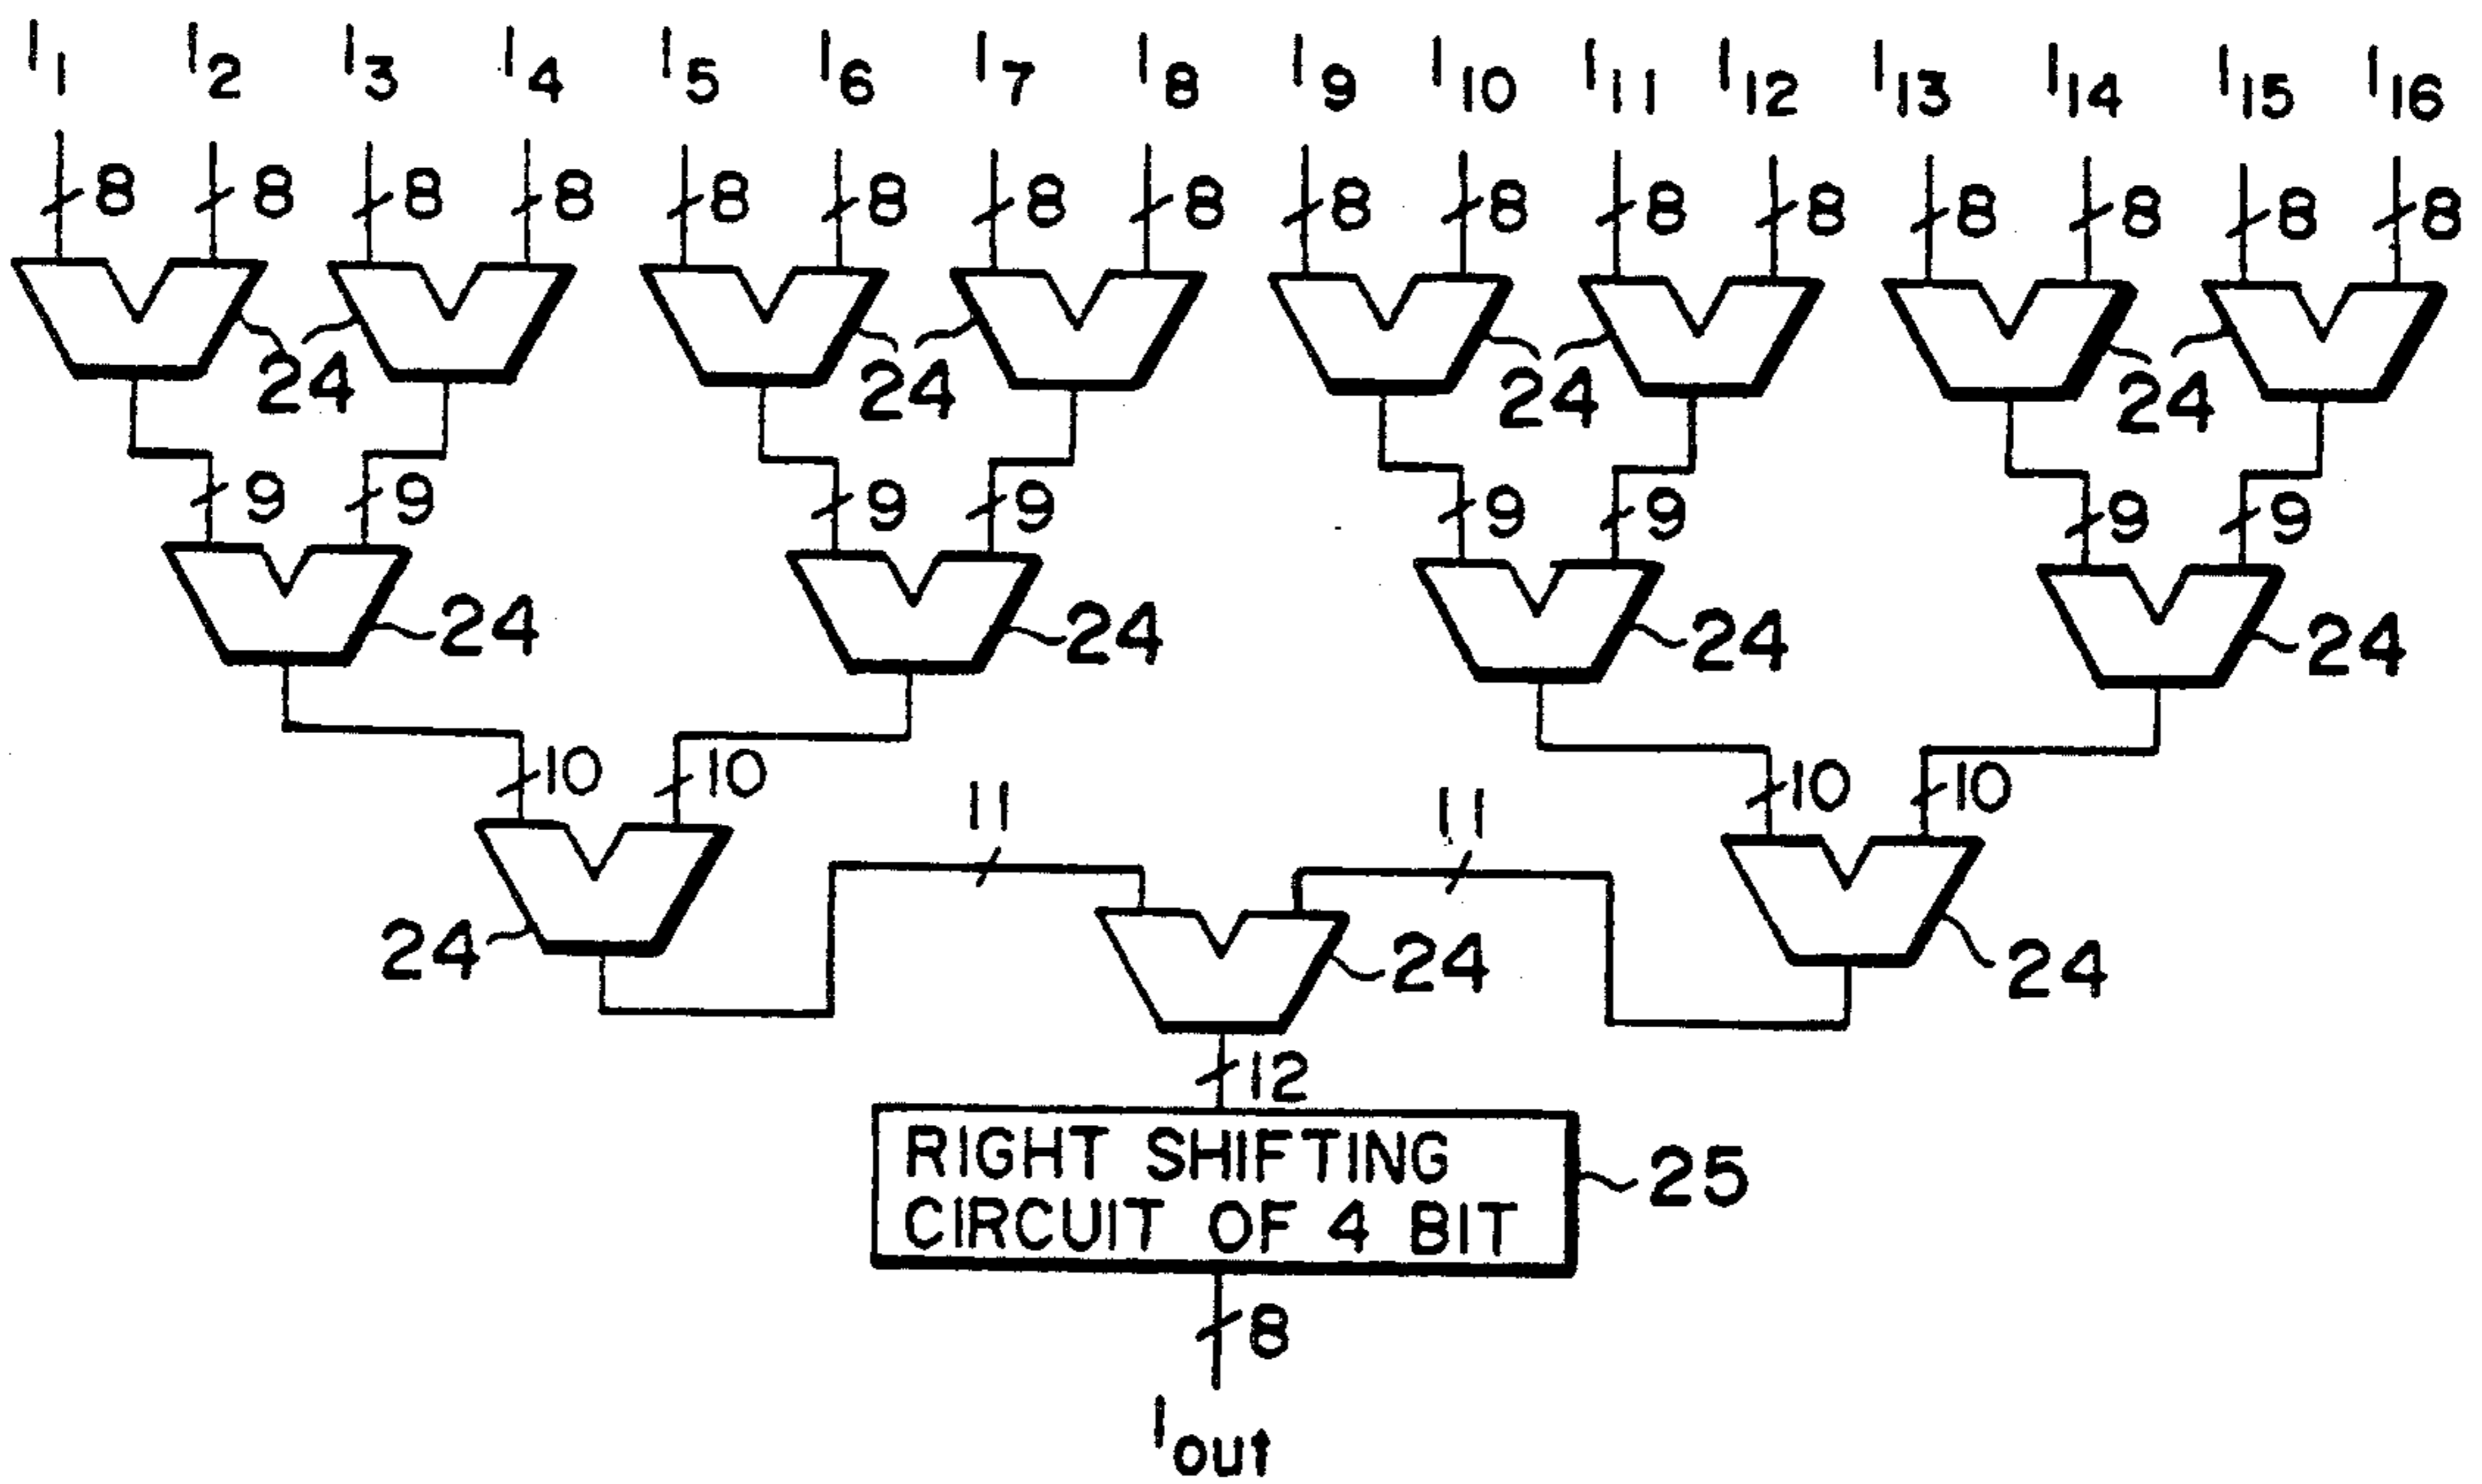 I1 I2 I3 I4 I5 I6 I7 I8 I9 I10 I11 I12 I13 I14 I15 I16
8 8 8 8 8 8 8 8 8 8 8 8 8 8 8 8
24 24 24 24
9 9 9 9 9 9 9 9
24 24 24 24
10 10 10 10
11 11
24 24 24
12
RIGHT SHIFTING
CIRCUIT OF 4 BIT
25
8
Iout